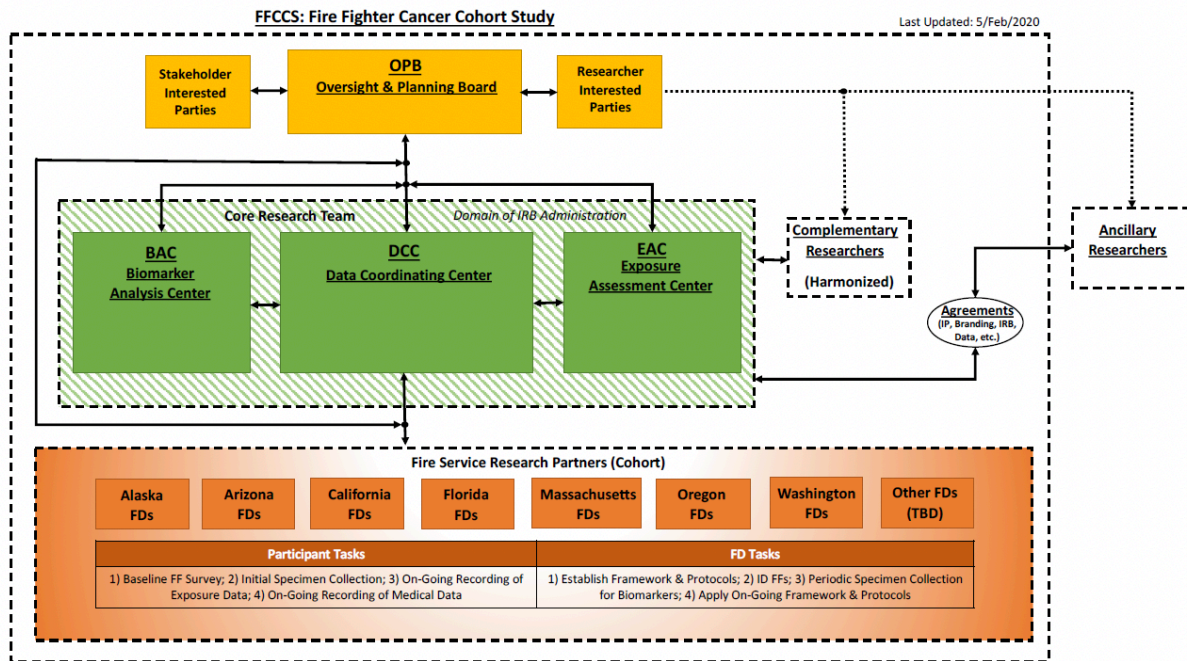 FFCCS: Fire Fighter Cancer Cohort Study
Last Updated: 5/Feb/2020
Stakeholder
Interested
Parties
OPB
Oversight & Planning Board
Researcher
Interested
Parties
Core Research Team
Domain of IRB Administration
BAC
Biomarker
Analysis Center
DCC
Data Coordinating Center
EAC
Exposure
Assessment Center
Complementary
Researchers
(Harmonized)
Ancillary
Researchers
Agreements
(IP, Branding, IRB,
Data, etc.)
Fire Service Research Partners (Cohort)
Alaska
FDs
Arizona
FDs
California
FDs
Florida
FDs
Massachusetts
FDs
Oregon
FDs
Washington
FDs
Other FDs
(TBD)
Participant Tasks
1) Baseline FF Survey; 2) Initial Specimen Collection; 3) On-Going Recording of
Exposure Data; 4) On-Going Recording of Medical Data
FD Tasks
1) Establish Framework & Protocols; 2) ID FFs; 3) Periodic Specimen Collection
for Biomarkers; 4) Apply On-Going Framework & Protocols